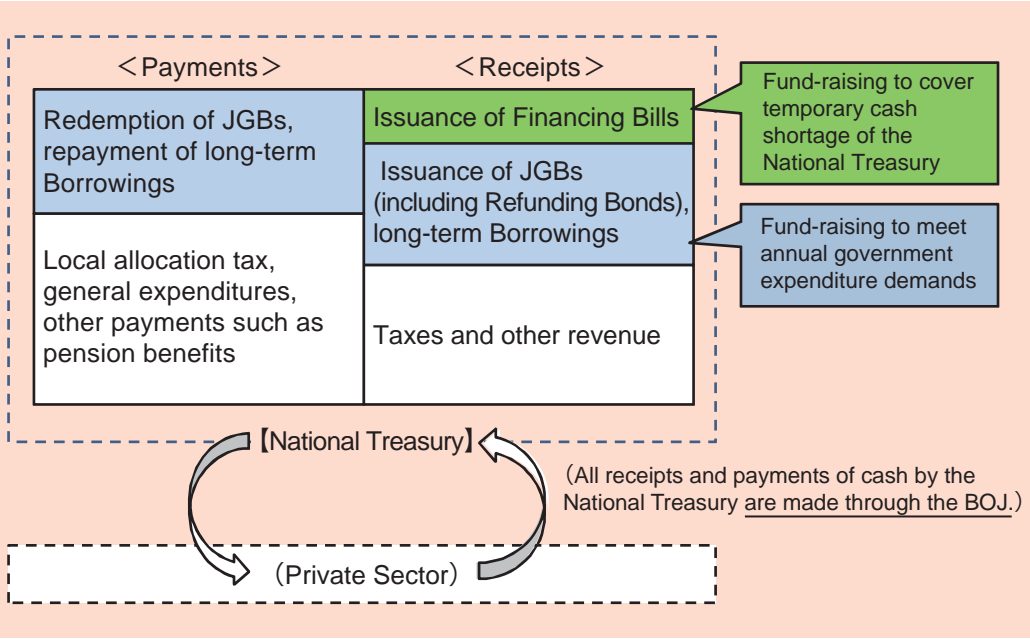 ＜Payments＞
＜Receipts＞
Redemption of JGBs,
repayment of long-term
Borrowings
Local allocation tax,
general expenditures,
other payments such as
pension benefits
Issuance of Financing Bills
Issuance of JGBs
(including Refunding Bonds),
long-term Borrowings
Taxes and other revenue
Fund-raising to cover
temporary cash
shortage of the
National Treasury
Fund-raising to meet
annual government
expenditure demands
【National Treasury】
（All receipts and payments of cash by the
National Treasury are made through the BOJ.）
（Private Sector）